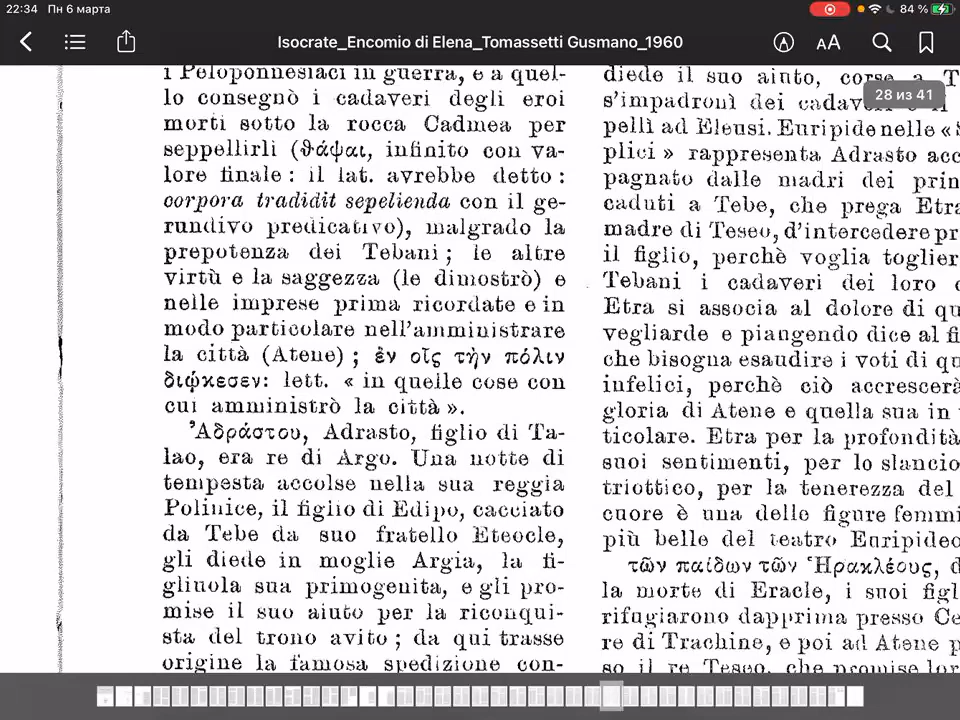 22:34 Пн 6 марта
84 %
Isocrate_Encomio di Elena_Tomassetti Gusmano_1960
AA
28 из 41
i Peloponnesiaci in guerra, e a quel-
lo consegnò i cadaveri degli eroi
morti sotto la rocca Cadmea per
seppellirli (θάψαι, infinito con va-
lore finale : il lat. avrebbe detto :
corpora tradidit sepelienda con il ge-
rundivo predicativo), malgrado la
prepotenza dei Tebani ; le altre
virtù e la saggezza (le dimostrò) e
nelle imprese prima ricordate e in
modo particolare nell'amministrare
la città (Atene) ; ἐν οἷς τὴν πόλιν
διῴκεσεν: lett. « in quelle cose con
cui amministrò la città ».
Ἀδράστου, Adrasto, figlio di Ta-
lao, era re di Argo. Una notte di
tempesta accolse nella sua reggia
Polinice, il figlio di Edipo, cacciato
da Tebe da suo fratello Eteocle,
gli diede in moglie Argia, la fi-
gliuola sua primogenita, e gli pro-
mise il suo aiuto per la riconqui-
sta del trono avito ; da qui trasse
origine la famosa spedizione con-
diede il suo aiuto, corse a T
s'impadronì dei cadav
pellì ad Eleusi. Euripide nelle «
plici » rappresenta Adrasto acc
pagnato dalle madri dei prin
caduti a Tebe, che prega Etra
madre di Teseo, d'intercedere pr
il figlio, perchè voglia toglier
Tebani i cadaveri dei loro
Etra si associa al dolore di qu
vegliarde e piangendo dice al fi
che bisogna esaudire i voti di qu
infelici, perchè ciò accrescerà
gloria di Atene e quella sua in
ticolare. Etra per la profondità
suoi sentimenti, per lo slancio
triottico, per la tenerezza del
cuore è una delle figure femmi
più belle del teatro Euripideo
τῶν παίδων τῶν Ἡρακλέους, d
la morte di Eracle, i suoi figl
rifugiarono dapprima presso Ce
re di Trachine, e poi ad Atene p
so il re Teseo, che promise lor